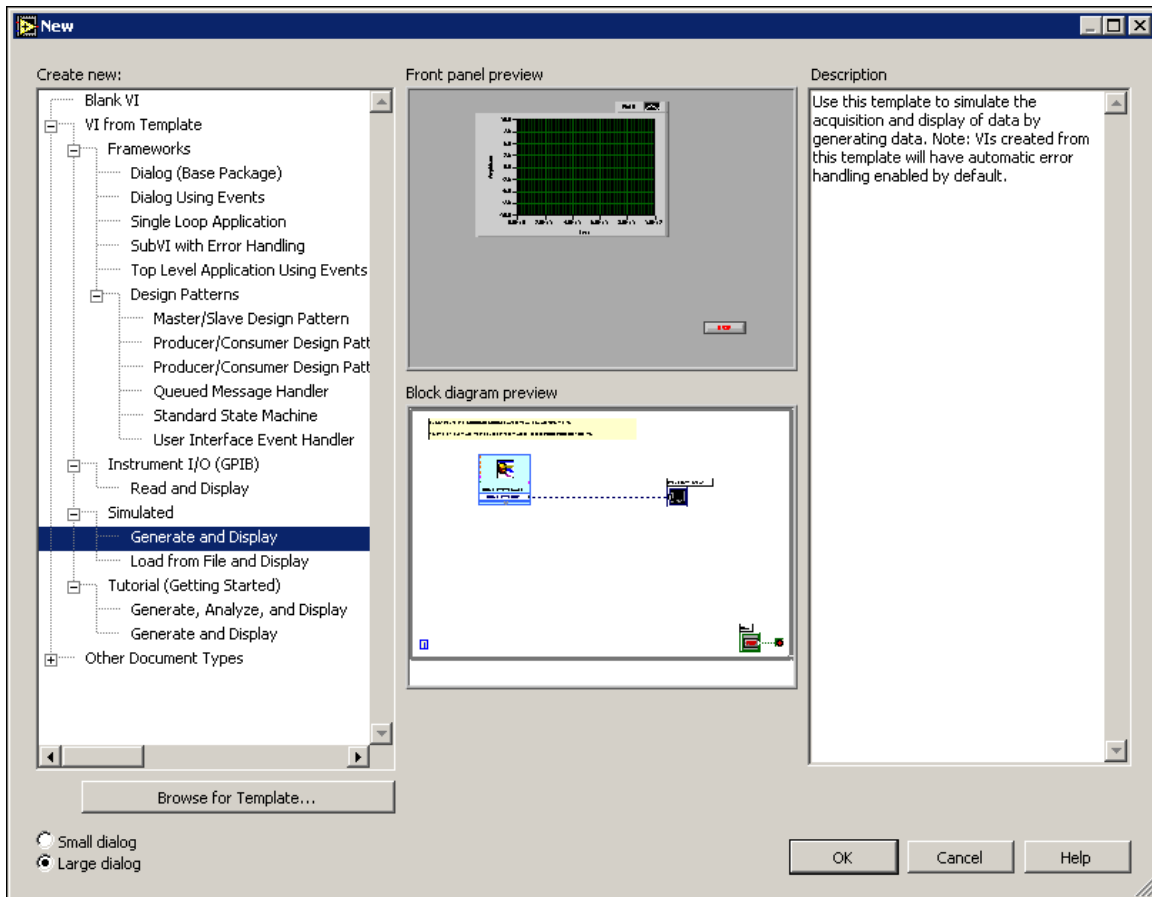 New
Create new:
Blank VI
VI from Template
Frameworks
Dialog (Base Package)
Dialog Using Events
Single Loop Application
SubVI with Error Handling
Top Level Application Using Events
Design Patterns
Master/Slave Design Pattern
Producer/Consumer Design Patt
Producer/Consumer Design Patt
Queued Message Handler
Standard State Machine
User Interface Event Handler
Instrument I/O (GPIB)
Read and Display
Simulated
Generate and Display
Load from File and Display
Tutorial (Getting Started)
Generate, Analyze, and Display
Generate and Display
Other Document Types
Browse for Template...
Small dialog
Large dialog
Front panel preview
STOP
Block diagram preview
i
Description
Use this template to simulate the
acquisition and display of data by
generating data. Note: VIs created from
this template will have automatic error
handling enabled by default.
OK
Cancel
Help